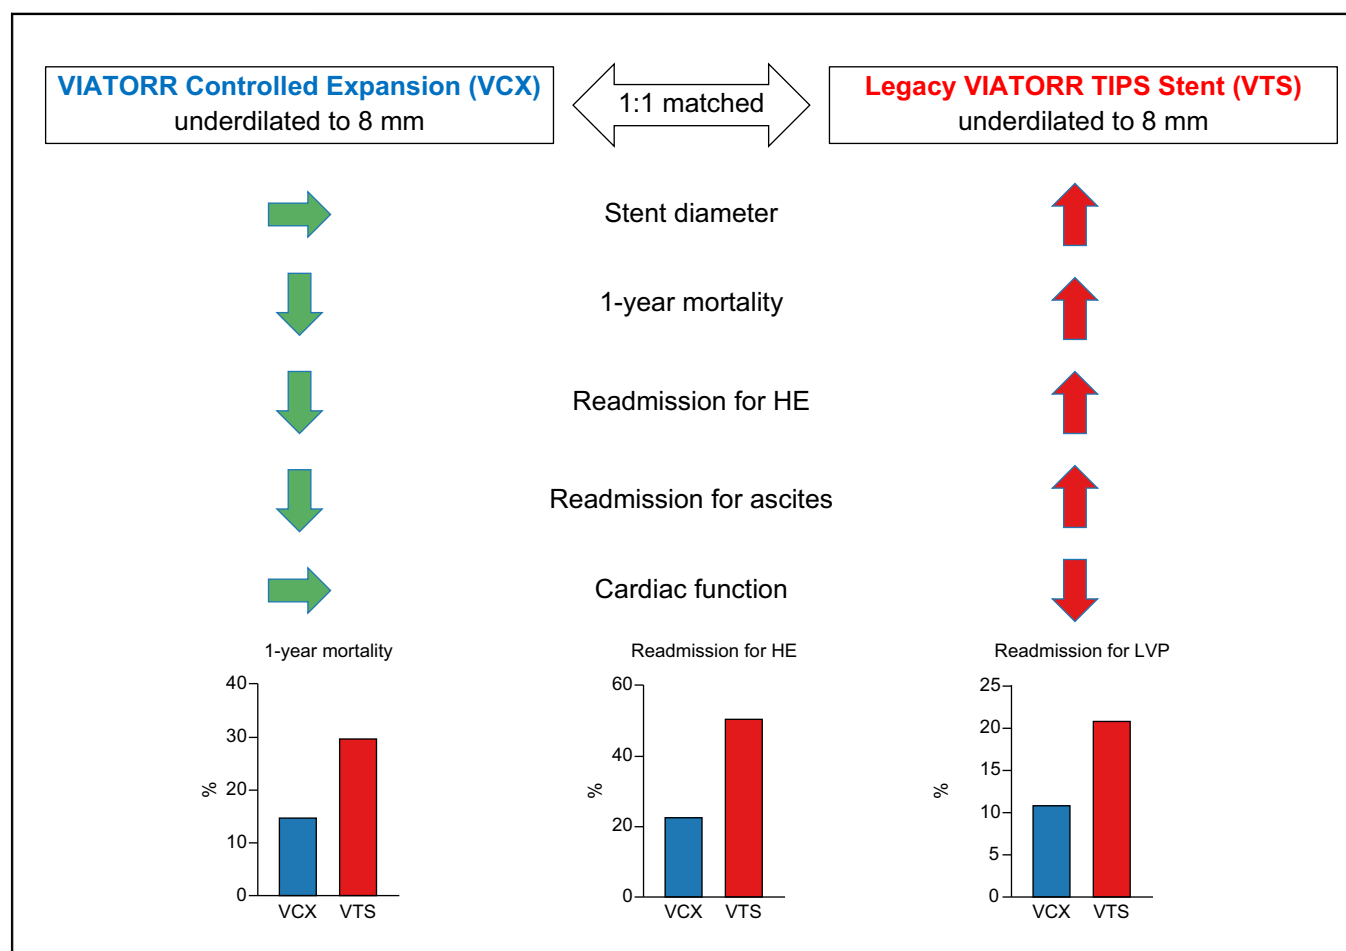 VIATORR Controlled Expansion (VCX)
underdilated to 8 mm
1:1 matched
Legacy VIATORR TIPS Stent (VTS)
underdilated to 8 mm
Stent diameter
1-year mortality
Readmission for HE
Readmission for ascites
Cardiac function
1-year mortality
40
30
20
10
0
%
VCX VTS
Readmission for HE
60
40
20
0
%
VCX VTS
Readmission for LVP
25
20
15
10
5
0
%
VCX VTS